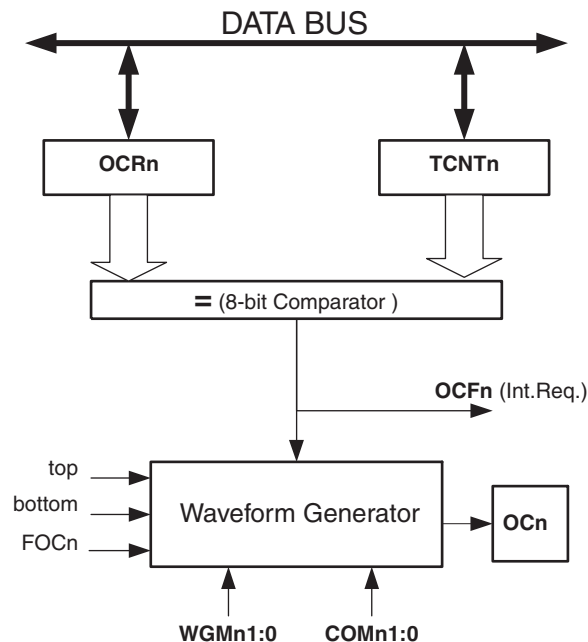 DATA BUS
OCRn
TCNTn
= (8-bit Comparator )
OCFn (Int.Req.)
top
bottom
FOCn
Waveform Generator
OCn
WGMn1:0
COMn1:0